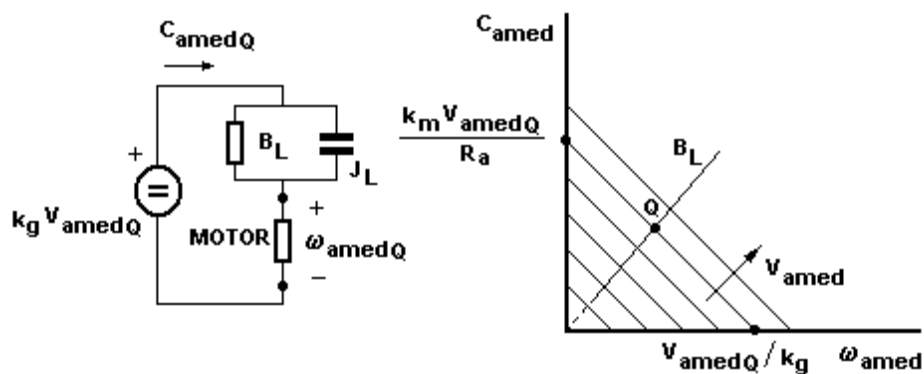 C_amedQ
B_L
J_L
+
=
k_g V_amedQ
+
MOTOR
ω_amedQ
−
C_amed
k_m V_amedQ
R_a
B_L
Q
V_amed
V_amedQ / k_g
ω_amed